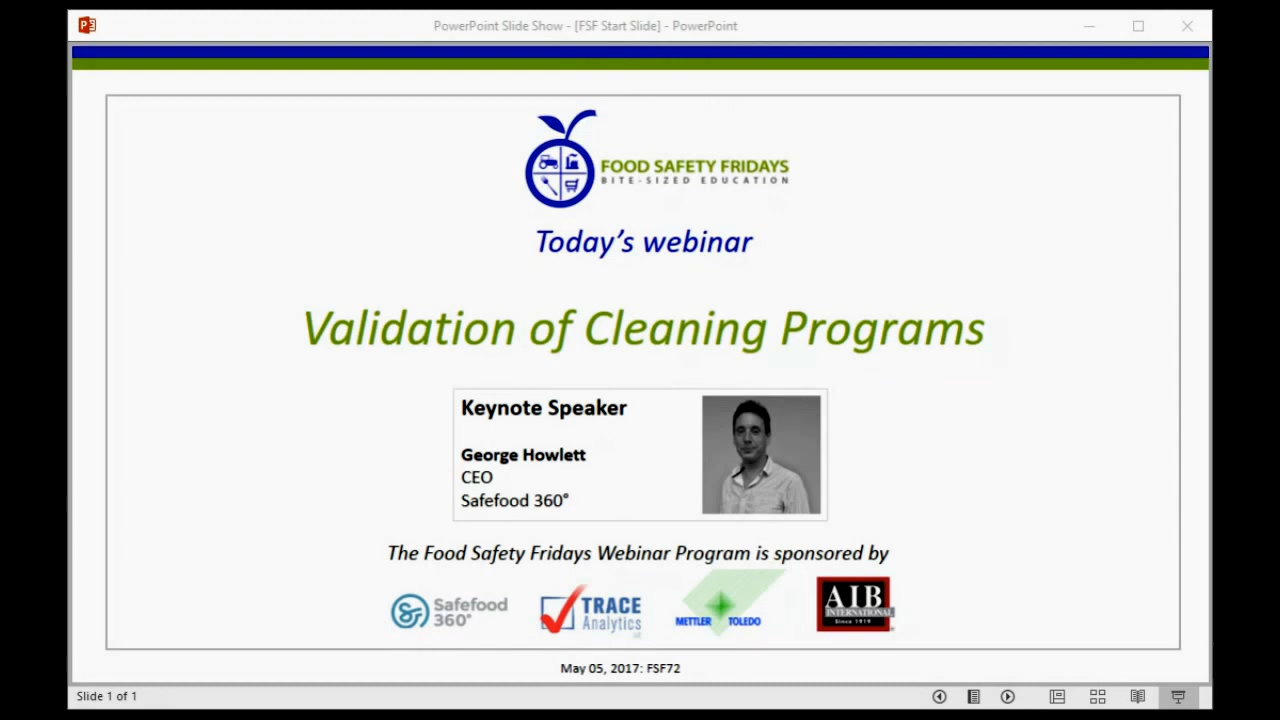 PowerPoint Slide Show - [FSF Start Slide] - PowerPoint
FOOD SAFETY FRIDAYS
BITE-SIZED EDUCATION
Today's webinar
Validation of Cleaning Programs
Keynote Speaker
George Howlett
CEO
Safefood 360°
The Food Safety Fridays Webinar Program is sponsored by
Safefood 360°
TRACE Analytics
METTLER TOLEDO
AIB INTERNATIONAL Since 1919
May 05, 2017: FSF72
Slide 1 of 1